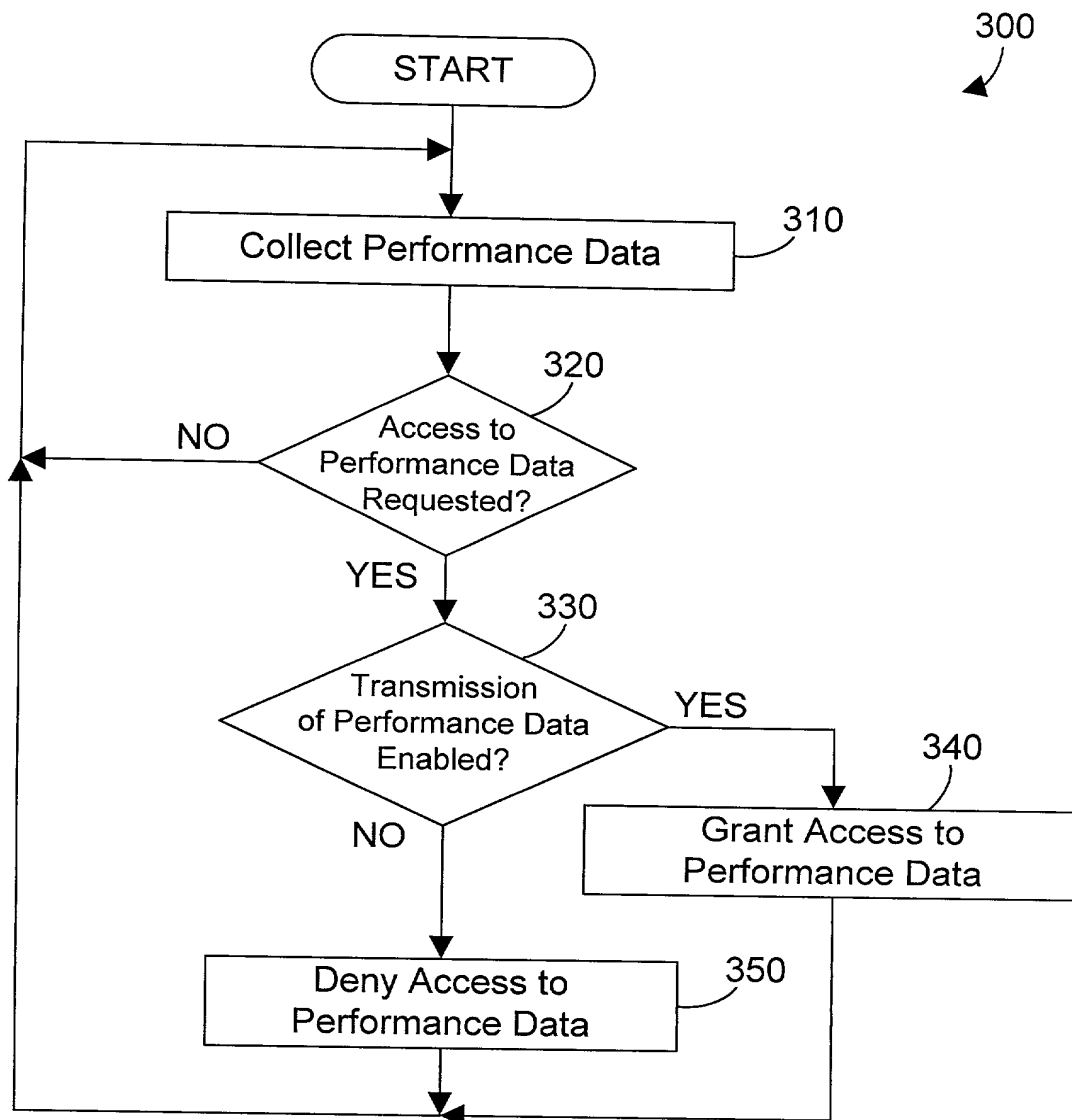 300
START
Collect Performance Data
310
320
Access to
Performance Data
Requested?
NO
YES
330
Transmission
of Performance Data
Enabled?
YES
NO
340
Grant Access to
Performance Data
350
Deny Access to
Performance Data